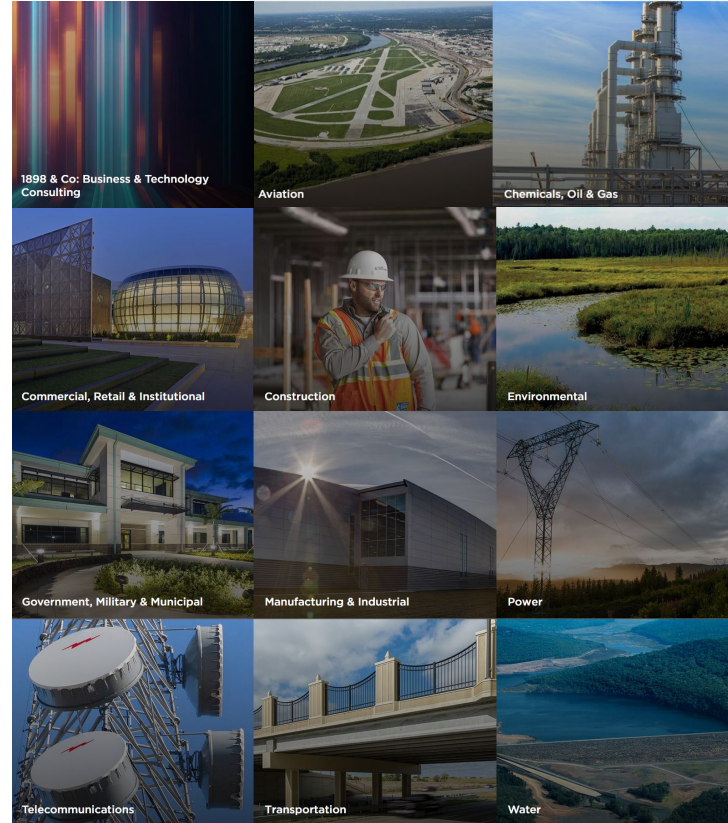 1898 & Co: Business & Technology
Consulting
Aviation
Chemicals, Oil & Gas
Commercial, Retail & Institutional
Construction
Environmental
Government, Military & Municipal
Manufacturing & Industrial
Power
Telecommunications
Transportation
Water